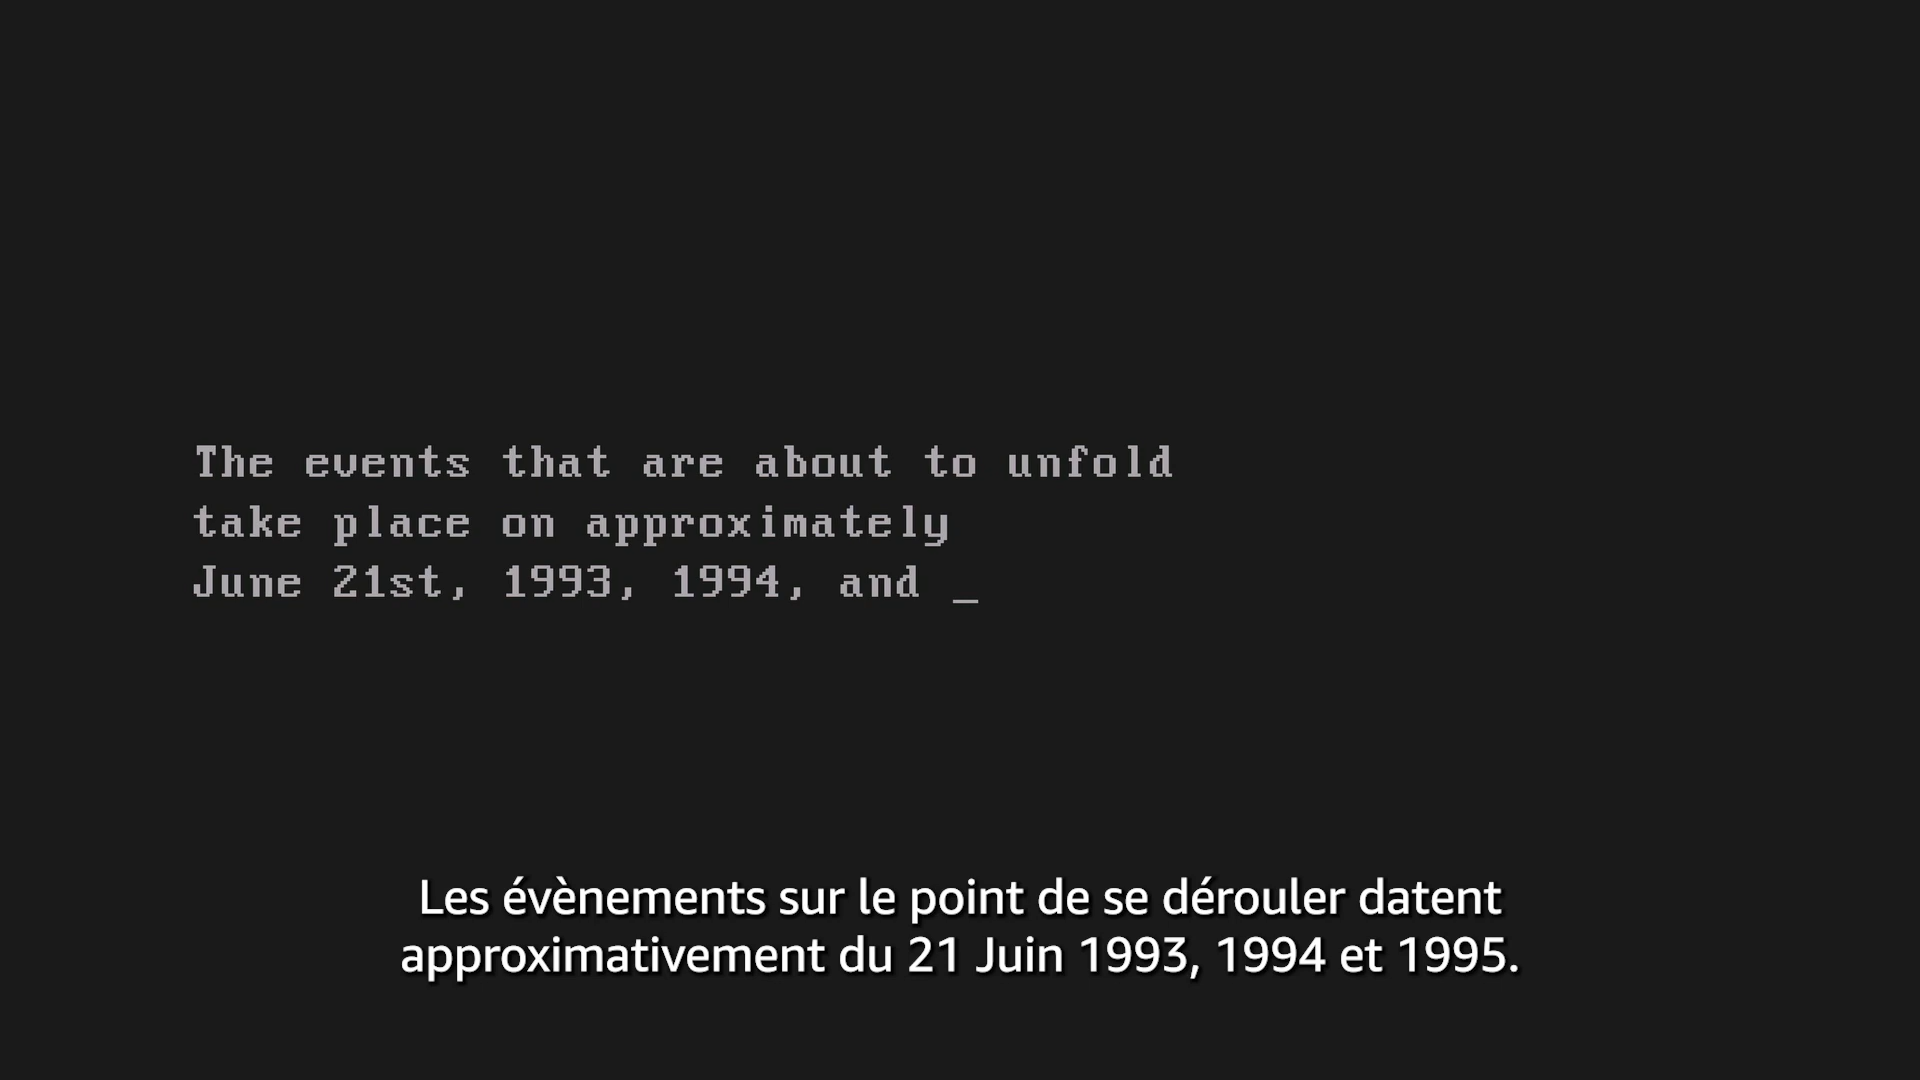 The events that are about to unfold
take place on approximately
June 21st, 1993, 1994, and _
Les évènements sur le point de se dérouler datent
approximativement du 21 Juin 1993, 1994 et 1995.